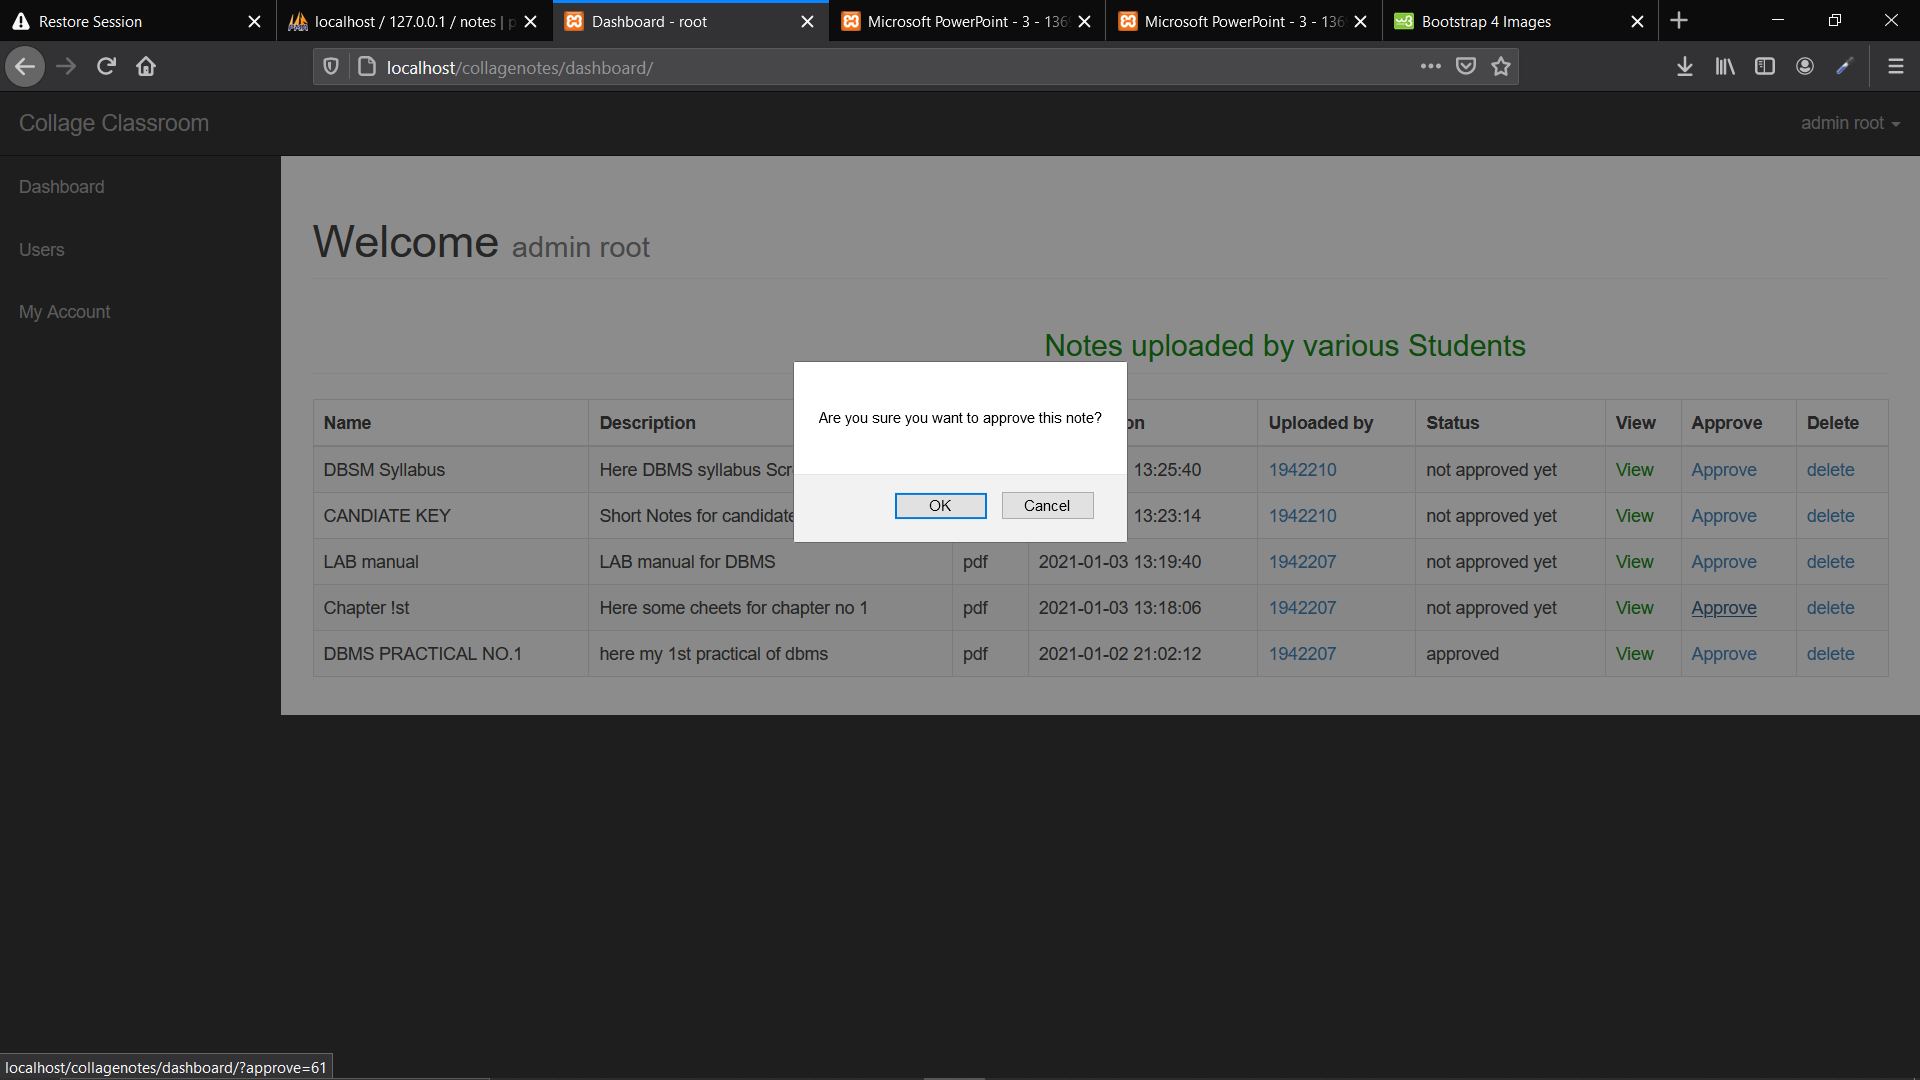 Restore Session
localhost / 127.0.0.1 / notes | p
Dashboard - root
Microsoft PowerPoint - 3 - 136
Microsoft PowerPoint - 3 - 136
Bootstrap 4 Images
localhost/collagenotes/dashboard/
Collage Classroom
admin root
Dashboard
Users
My Account
Welcome admin root
Notes uploaded by various Students
Are you sure you want to approve this note?
OK Cancel
Name Description on Uploaded by Status View Approve Delete
DBSM Syllabus Here DBMS syllabus Scr 13:25:40 1942210 not approved yet View Approve delete
CANDIATE KEY Short Notes for candidate 13:23:14 1942210 not approved yet View Approve delete
LAB manual LAB manual for DBMS pdf 2021-01-03 13:19:40 1942207 not approved yet View Approve delete
Chapter !st Here some cheets for chapter no 1 pdf 2021-01-03 13:18:06 1942207 not approved yet View Approve delete
DBMS PRACTICAL NO.1 here my 1st practical of dbms pdf 2021-01-02 21:02:12 1942207 approved View Approve delete
localhost/collagenotes/dashboard/?approve=61